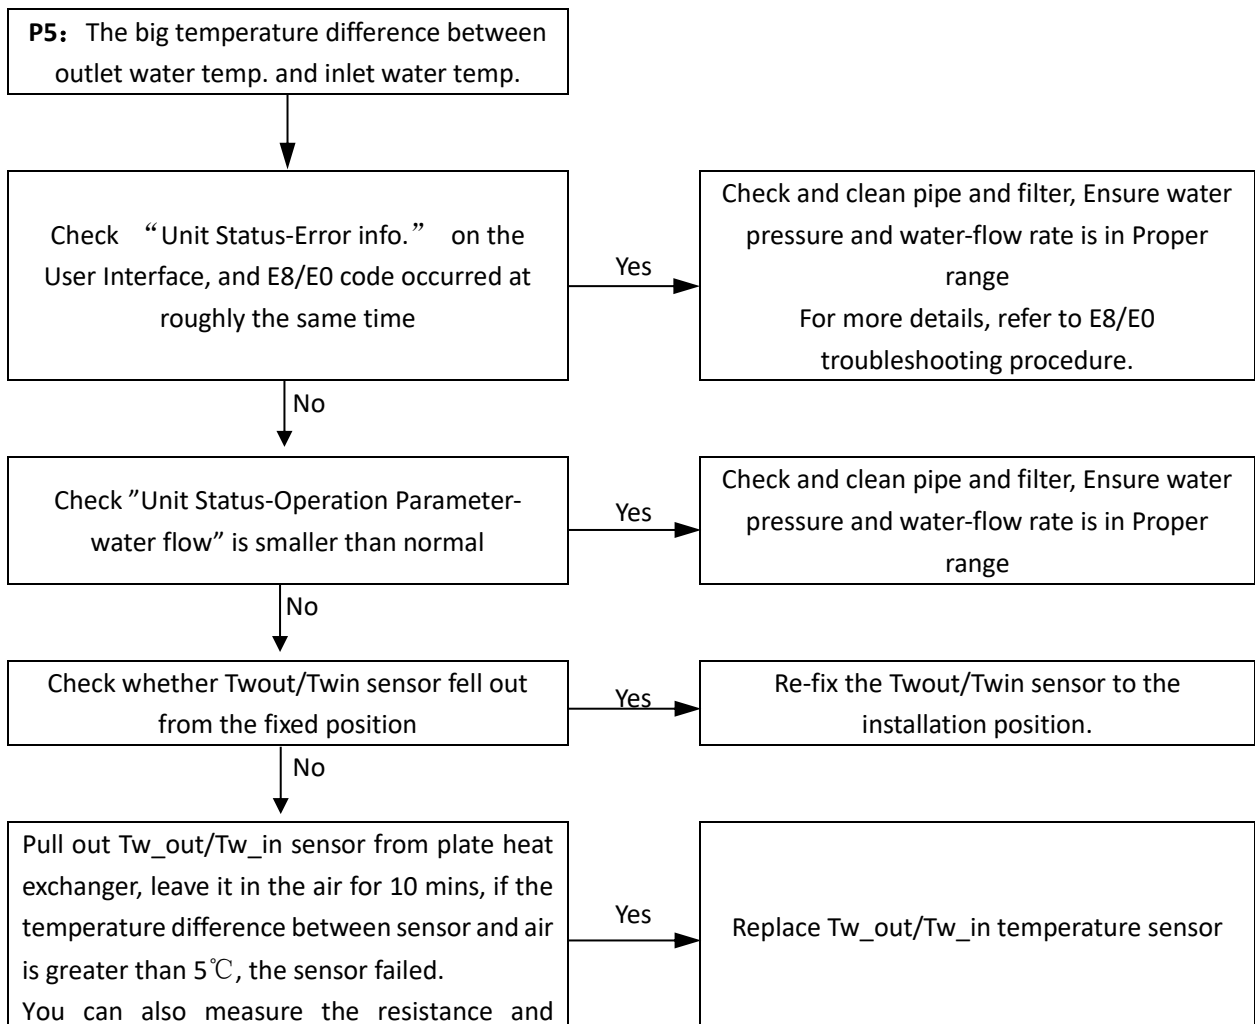 P5：The big temperature difference between
outlet water temp. and inlet water temp.
Check “Unit Status-Error info.” on the
User Interface, and E8/E0 code occurred at
roughly the same time
Yes
Check and clean pipe and filter, Ensure water
pressure and water-flow rate is in Proper
range
For more details, refer to E8/E0
troubleshooting procedure.
No
Check ”Unit Status-Operation Parameter-
water flow” is smaller than normal
Yes
Check and clean pipe and filter, Ensure water
pressure and water-flow rate is in Proper
range
No
Check whether Twout/Twin sensor fell out
from the fixed position
Yes
Re-fix the Twout/Twin sensor to the
installation position.
No
Pull out Tw_out/Tw_in sensor from plate heat
exchanger, leave it in the air for 10 mins, if the
temperature difference between sensor and air
is greater than 5℃, the sensor failed.
You can also measure the resistance and
Yes
Replace Tw_out/Tw_in temperature sensor